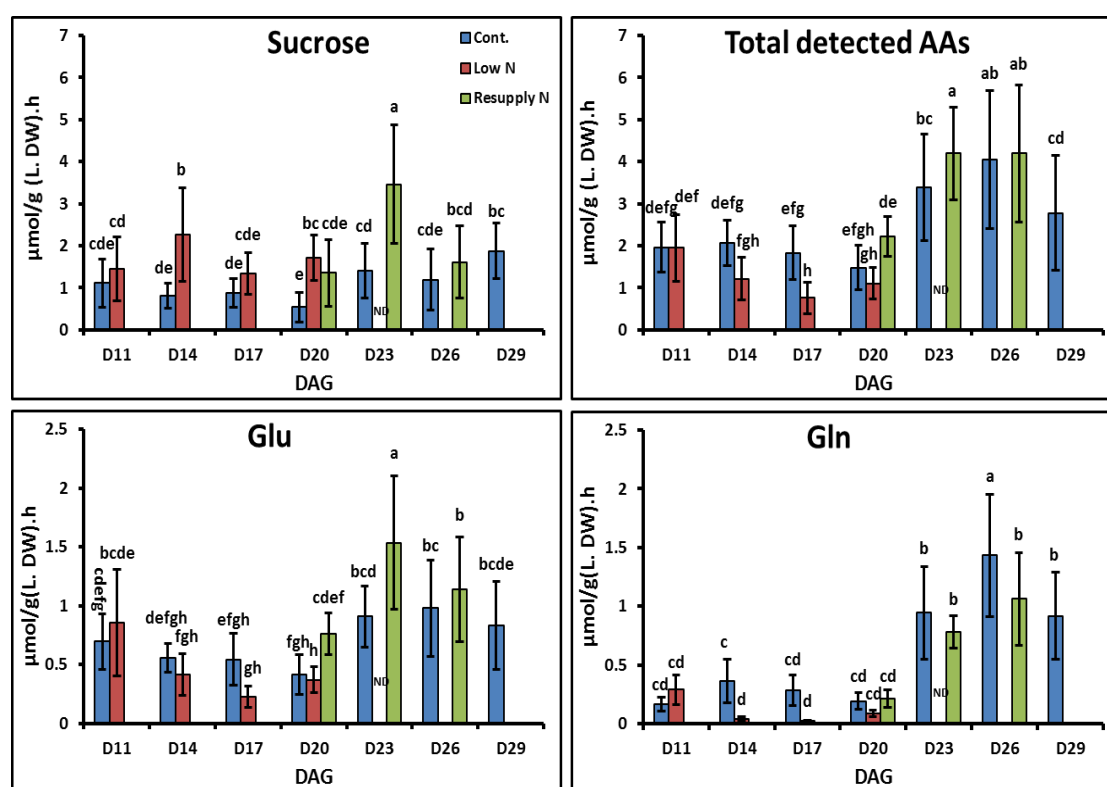 Sucrose
Cont.
Low N
Resupply N
µmol/g (L. DW).h
7
6
5
4
3
2
1
0
cde
cd
de
b
de
cde
e
bc
cde
cd
ND
a
cde
bcd
bc
D11 D14 D17 D20 D23 D26 D29
DAG
Total detected AAs
µmol/g (L. DW).h
7
6
5
4
3
2
1
0
defg
def
defg
fgh
efg
h
efgh
gh
de
bc
ND
a
ab
ab
cd
D11 D14 D17 D20 D23 D26 D29
DAG
Glu
µmol/g(L. DW).h
2.5
2
1.5
1
0.5
0
cdefg
bcde
defgh
fgh
efgh
gh
fgh
h
cdef
bcd
ND
a
bc
b
bcde
D11 D14 D17 D20 D23 D26 D29
DAG
Gln
µmol/g(L. DW).h
2.5
2
1.5
1
0.5
0
cd
cd
c
d
cd
d
cd
cd
cd
b
ND
b
a
b
b
D11 D14 D17 D20 D23 D26 D29
DAG